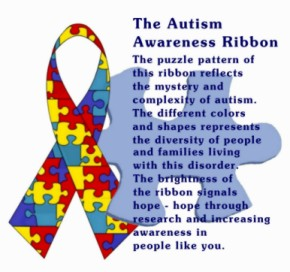 The Autism
Awareness Ribbon
The puzzle pattern of
this ribbon reflects
the mystery and
complexity of autism.
The different colors
and shapes represents
the diversity of people
and families living
with this disorder.
The brightness of
the ribbon signals
hope - hope through
research and increasing
awareness in
people like you.